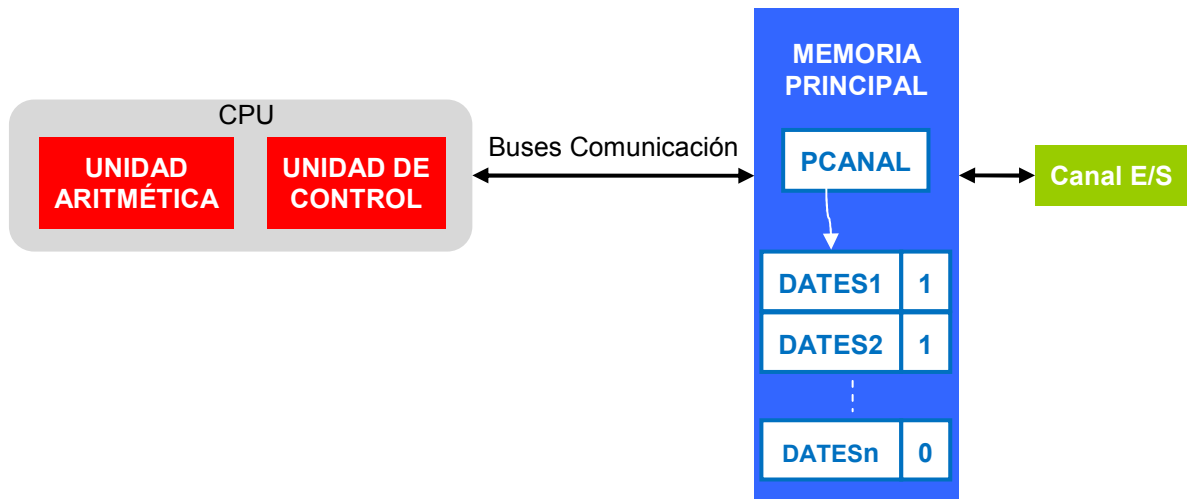 CPU
UNIDAD
ARITMÉTICA
UNIDAD DE
CONTROL
Buses Comunicación
MEMORIA
PRINCIPAL
PCANAL
DATES1 1
DATES2 1
DATESn 0
Canal E/S